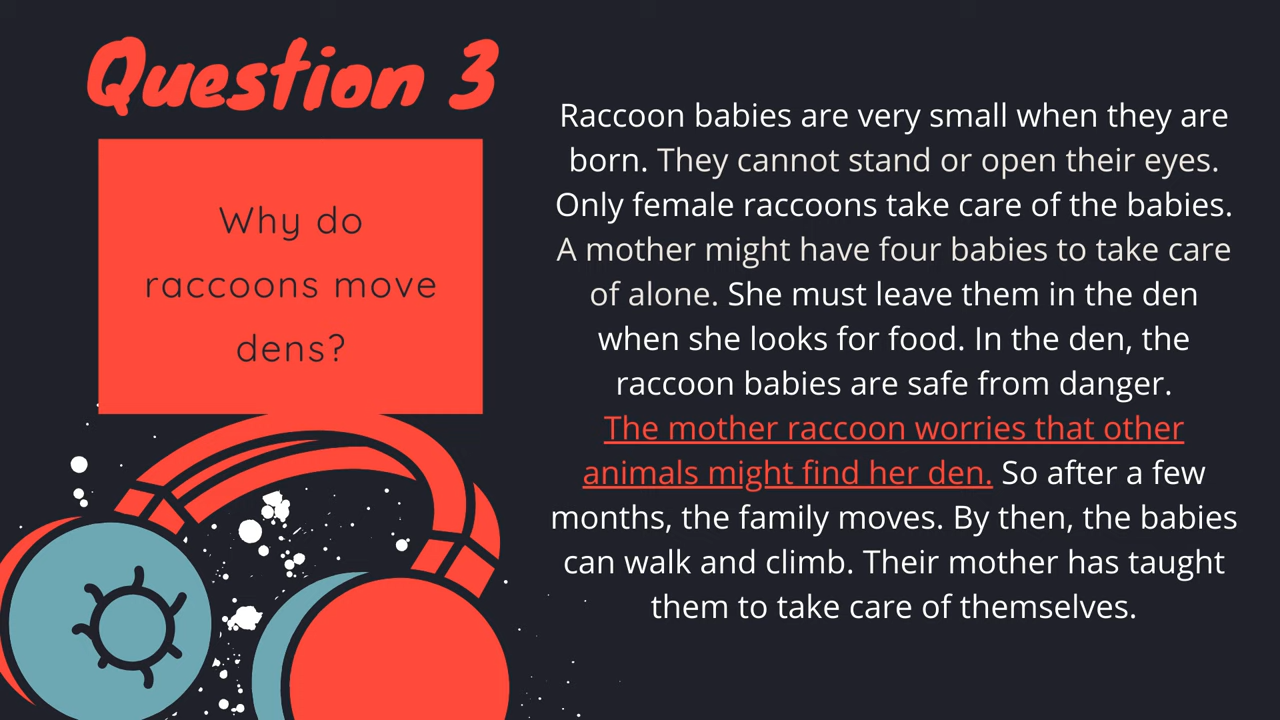 Question 3
Why do
raccoons move
dens?
Raccoon babies are very small when they are
born. They cannot stand or open their eyes.
Only female raccoons take care of the babies.
A mother might have four babies to take care
of alone. She must leave them in the den
when she looks for food. In the den, the
raccoon babies are safe from danger.
The mother raccoon worries that other
animals might find her den. So after a few
months, the family moves. By then, the babies
can walk and climb. Their mother has taught
them to take care of themselves.